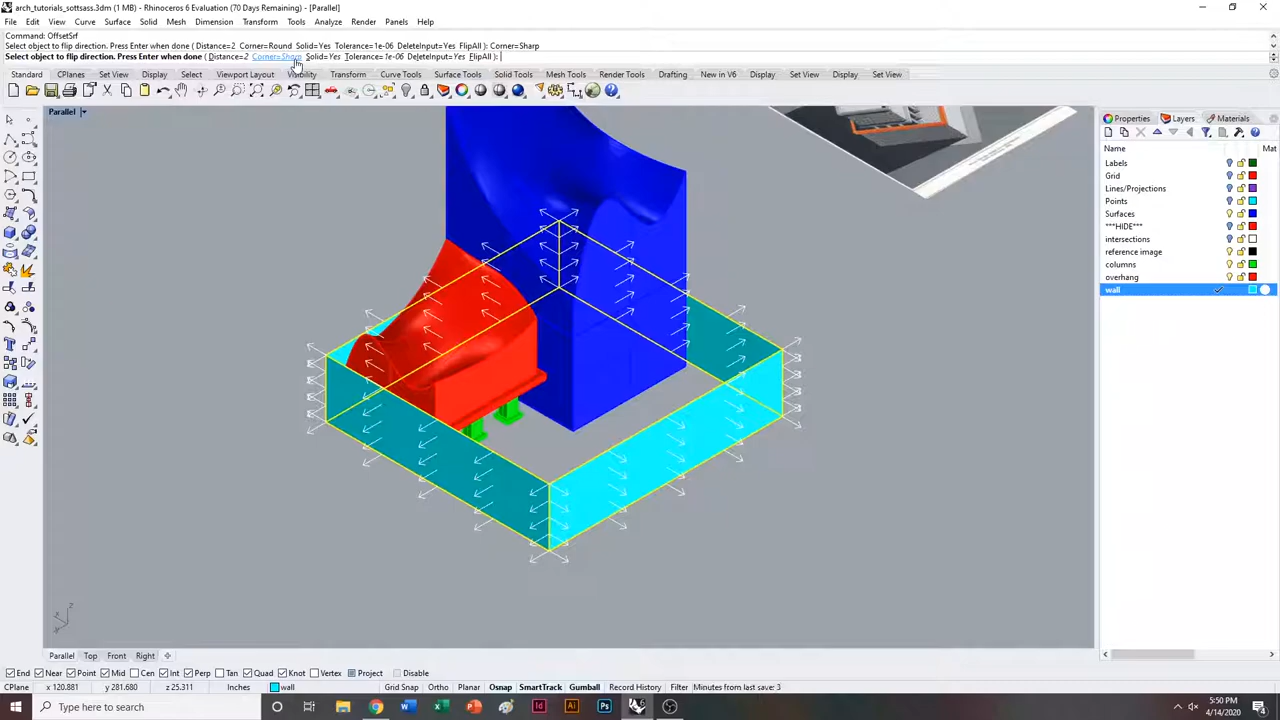 arch_tutorials_sottsass.3dm (1 MB) - Rhinoceros 6 Evaluation (70 Days Remaining) - [Parallel]
File Edit View Curve Surface Solid Mesh Dimension Transform Tools Analyze Render Panels Help
Command: OffsetSrf
Select object to flip direction. Press Enter when done ( Distance=2 Corner=Round Solid=Yes Tolerance=1e-06 DeleteInput=Yes FlipAll ): Corner=Sharp
Select object to flip direction. Press Enter when done ( Distance=2 Corner=Sharp Solid=Yes Tolerance=1e-06 DeleteInput=Yes FlipAll ):
Standard CPlanes Set View Display Select Viewport Layout Visibility Transform Curve Tools Surface Tools Solid Tools Mesh Tools Render Tools Drafting New in V6 Display Set View Display Set View
Parallel
Properties Layers Materials
Name Mat
Labels
Grid
Lines/Projections
Points
Surfaces
***HIDE***
intersections
reference image
columns
overhang
wall
z
x
y
Parallel Top Front Right
End Near Point Mid Cen Int Perp Tan Quad Knot Vertex Project Disable
CPlane x 120.881 y 281.680 z 25.311 Inches wall Grid Snap Ortho Planar Osnap SmartTrack Gumball Record History Filter Minutes from last save: 3
Type here to search
5:50 PM
4/14/2020